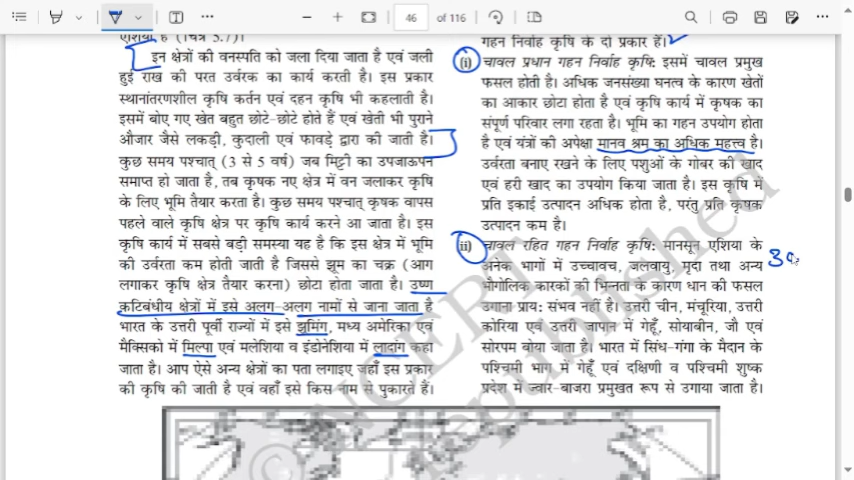 46 of 116
एशिया है (चित्र 5.7)।
इन क्षेत्रों की वनस्पति को जला दिया जाता है एवं जली
हुई राख की परत उर्वरक का कार्य करती है। इस प्रकार
स्थानांतरणशील कृषि कर्तन एवं दहन कृषि भी कहलाती है।
इसमें बोए गए खेत बहुत छोटे-छोटे होते हैं एवं खेती भी पुराने
औजार जैसे लकड़ी, कुदाली एवं फावड़े द्वारा की जाती है।
कुछ समय पश्चात् (3 से 5 वर्ष) जब मिट्टी का उपजाऊपन
समाप्त हो जाता है, तब कृषक नए क्षेत्र में वन जलाकर कृषि
के लिए भूमि तैयार करता है। कुछ समय पश्चात् कृषक वापस
पहले वाले कृषि क्षेत्र पर कृषि कार्य करने आ जाता है। इस
कृषि कार्य में सबसे बड़ी समस्या यह है कि इस क्षेत्र में भूमि
की उर्वरता कम होती जाती है जिससे झूम का चक्र (आग
लगाकर कृषि क्षेत्र तैयार करना) छोटा होता जाता है। उष्ण
कटिबंधीय क्षेत्रों में इसे अलग-अलग नामों से जाना जाता है
भारत के उत्तरी पूर्वी राज्यों में इसे झूमिंग, मध्य अमेरिका एवं
मैक्सिको में मिल्पा एवं मलेशिया व इंडोनेशिया में लादांग कहा
जाता है। आप ऐसे अन्य क्षेत्रों का पता लगाइए जहाँ इस प्रकार
की कृषि की जाती है एवं वहाँ इसे किस नाम से पुकारते हैं।
गहन निर्वाह कृषि के दो प्रकार हैं।
(i) चावल प्रधान गहन निर्वाह कृषि: इसमें चावल प्रमुख
फसल होती है। अधिक जनसंख्या घनत्व के कारण खेतों
का आकार छोटा होता है एवं कृषि कार्य में कृषक का
संपूर्ण परिवार लगा रहता है। भूमि का गहन उपयोग होता
है एवं यंत्रों की अपेक्षा मानव श्रम का अधिक महत्त्व है।
उर्वरता बनाए रखने के लिए पशुओं के गोबर की खाद
एवं हरी खाद का उपयोग किया जाता है। इस कृषि में
प्रति इकाई उत्पादन अधिक होता है, परंतु प्रति कृषक
उत्पादन कम है।
(ii) चावल रहित गहन निर्वाह कृषि: मानसून एशिया के
अनेक भागों में उच्चावच, जलवायु, मृदा तथा अन्य
भौगोलिक कारकों की भिन्नता के कारण धान की फसल
उगाना प्राय: संभव नहीं है। उत्तरी चीन, मंचूरिया, उत्तरी
कोरिया एवं उत्तरी जापान में गेहूँ, सोयाबीन, जौ एवं
सोरपम बोया जाता है। भारत में सिंध-गंगा के मैदान के
पश्चिमी भाग में गेहूँ एवं दक्षिणी व पश्चिमी शुष्क
प्रदेश में ज्वार-बाजरा प्रमुखत रूप से उगाया जाता है।
© NCERT
republished